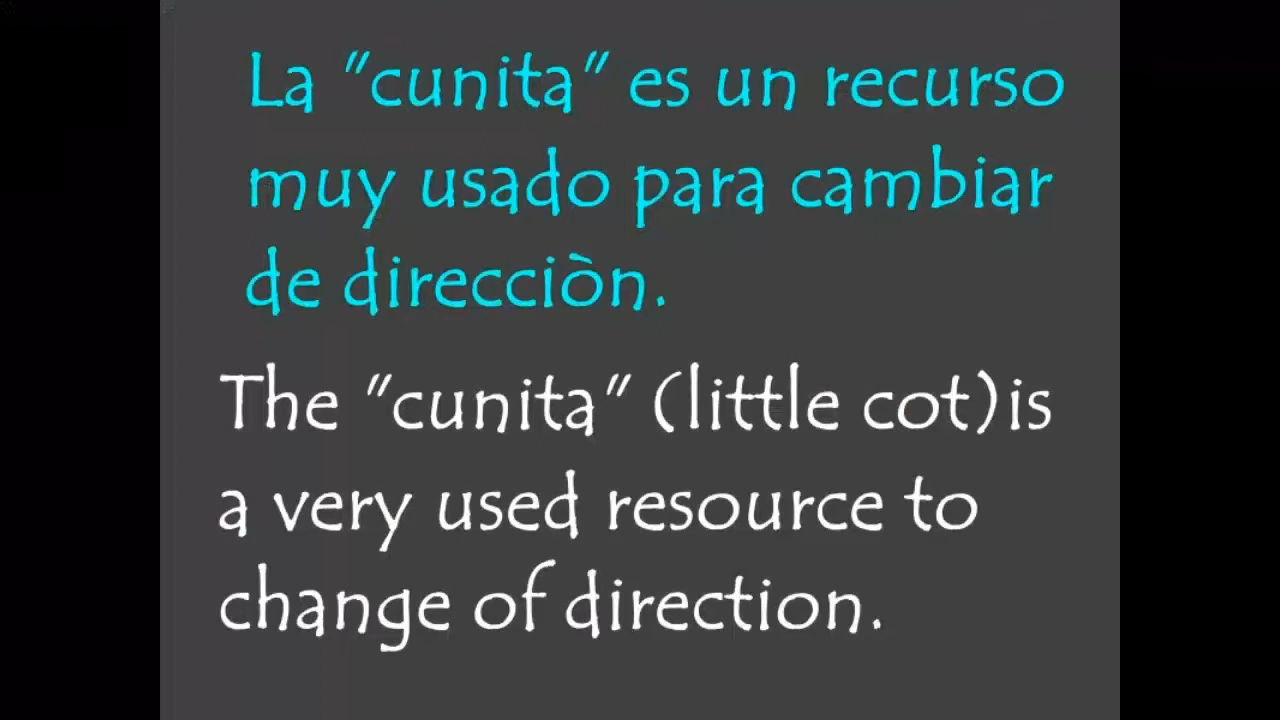 La "cunita" es un recurso
muy usado para cambiar
de direcciòn.
The "cunita" (little cot)is
a very used resource to
change of direction.